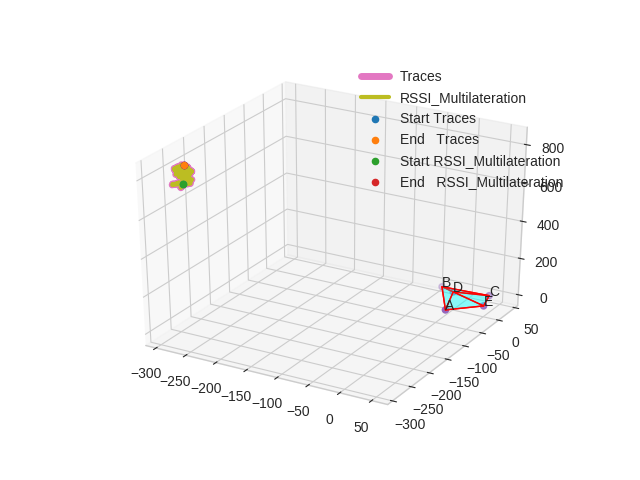 Traces
RSSI_Multilateration
Start Traces
End Traces
Start RSSI_Multilateration
End RSSI_Multilateration
800
600
400
200
0
B
D
C
A
E
50
0
−50
−100
−150
−200
−250
−300
−300
−250
−200
−150
−100
−50
0
50